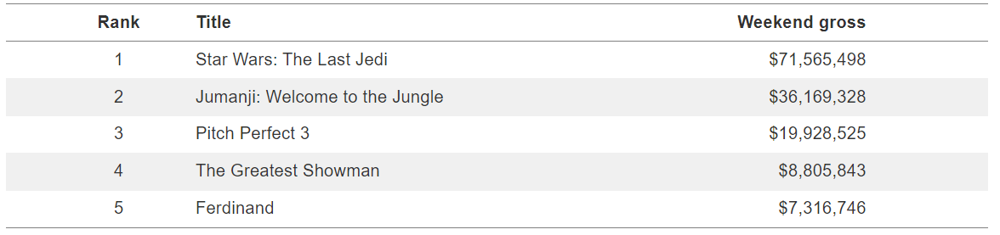 Rank Title Weekend gross
1 Star Wars: The Last Jedi $71,565,498
2 Jumanji: Welcome to the Jungle $36,169,328
3 Pitch Perfect 3 $19,928,525
4 The Greatest Showman $8,805,843
5 Ferdinand $7,316,746